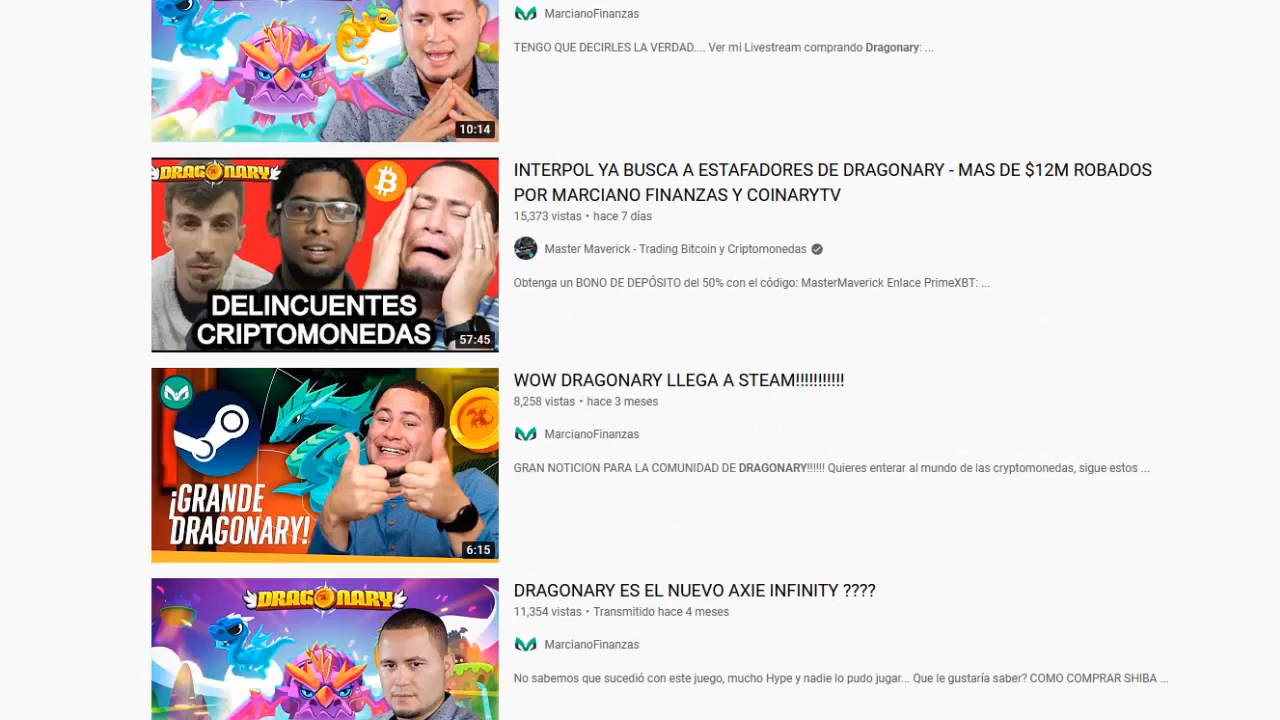 MarcianoFinanzas
TENGO QUE DECIRLES LA VERDAD.... Ver mi Livestream comprando Dragonary: ...
10:14
DRAGONARY
DELINCUENTES
CRIPTOMONEDAS
57:45
INTERPOL YA BUSCA A ESTAFADORES DE DRAGONARY - MAS DE $12M ROBADOS
POR MARCIANO FINANZAS Y COINARYTV
15,373 vistas • hace 7 días
Master Maverick - Trading Bitcoin y Criptomonedas
Obtenga un BONO DE DEPÓSITO del 50% con el código: MasterMaverick Enlace PrimeXBT: ...
¡GRANDE
DRAGONARY!
6:15
WOW DRAGONARY LLEGA A STEAM!!!!!!!!!!!
8,258 vistas • hace 3 meses
MarcianoFinanzas
GRAN NOTICION PARA LA COMUNIDAD DE DRAGONARY!!!!!! Quieres enterar al mundo de las cryptomonedas, sigue estos ...
DRAGONARY
DRAGONARY ES EL NUEVO AXIE INFINITY ????
11,354 vistas • Transmitido hace 4 meses
MarcianoFinanzas
No sabemos que sucedió con este juego, mucho Hype y nadie lo pudo jugar... Que le gustaría saber? COMO COMPRAR SHIBA ...